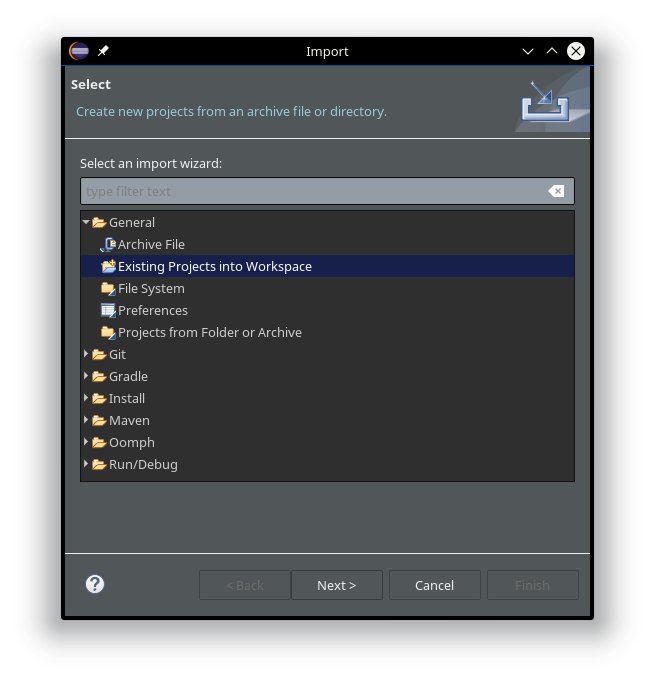 Import
Select
Create new projects from an archive file or directory.
Select an import wizard:
type filter text
General
Archive File
Existing Projects into Workspace
File System
Preferences
Projects from Folder or Archive
Git
Gradle
Install
Maven
Oomph
Run/Debug
< Back Next > Cancel Finish